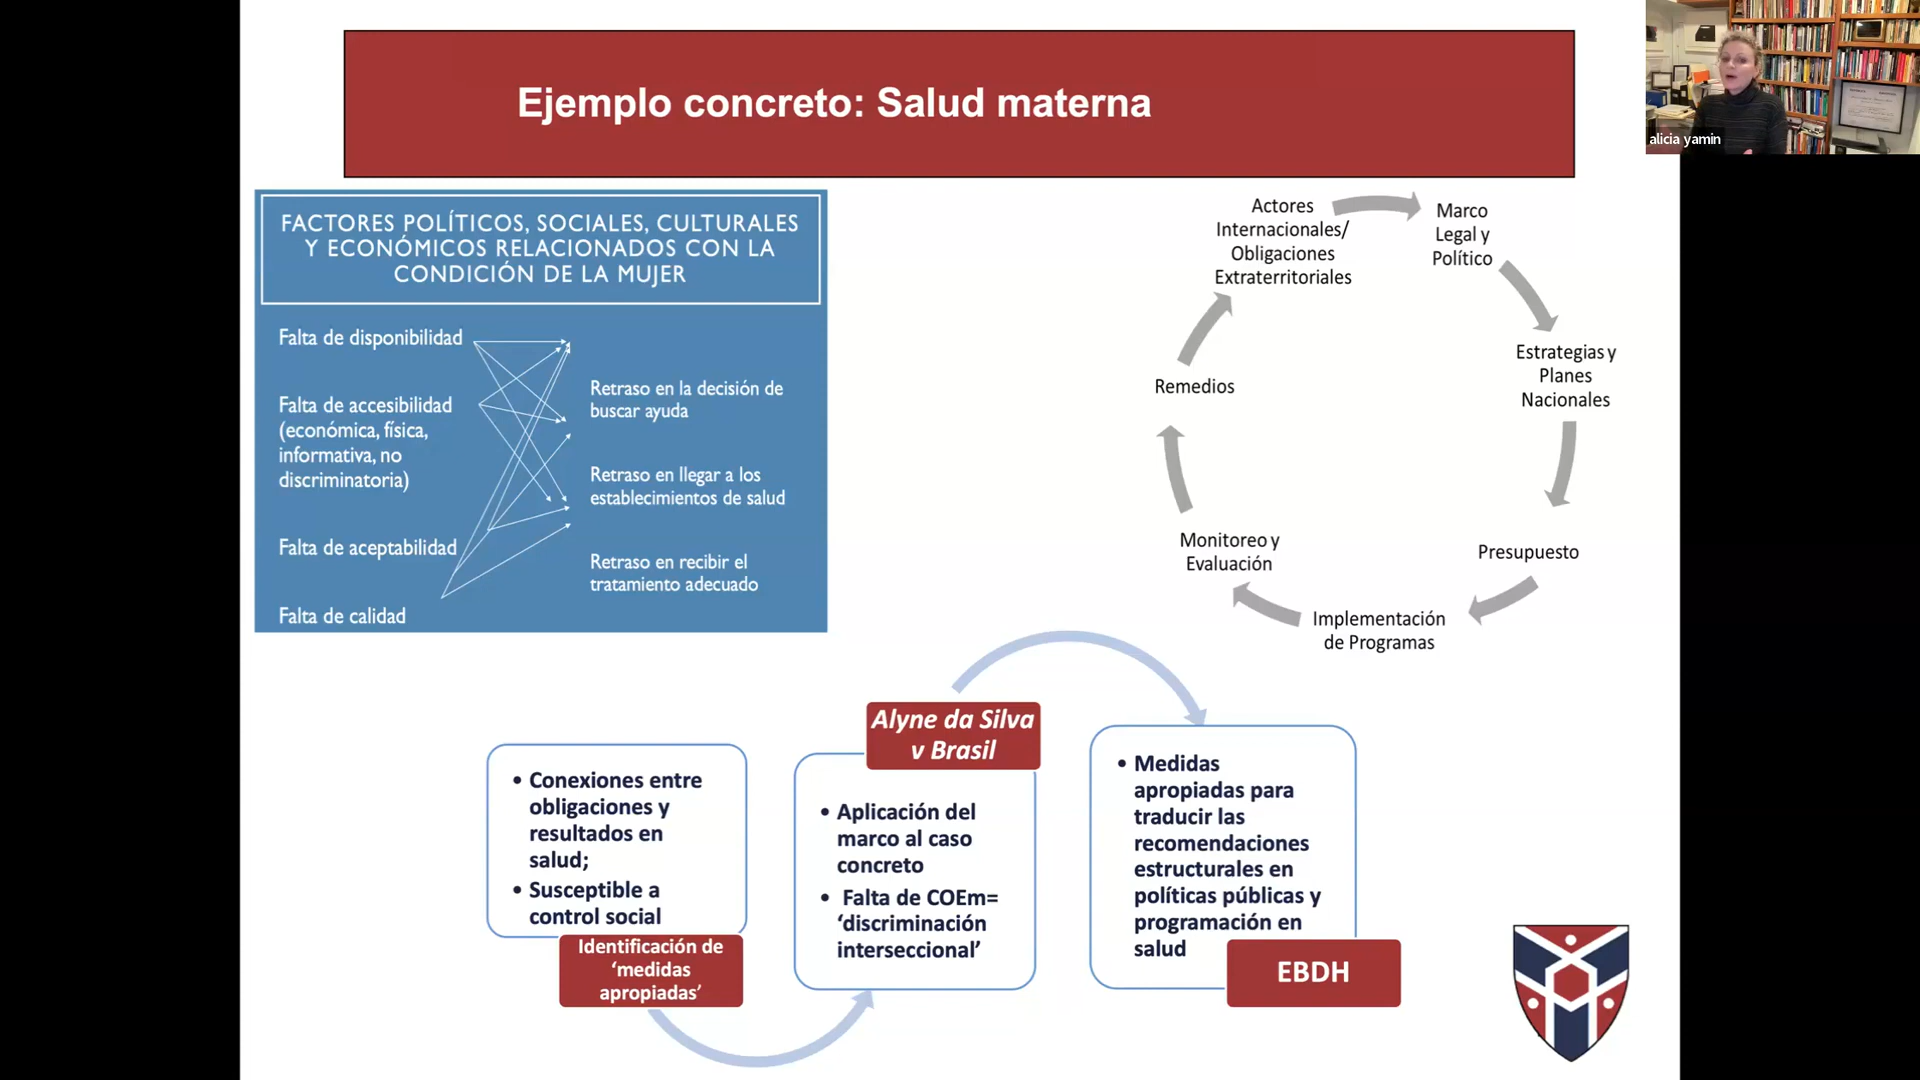 Ejemplo concreto: Salud materna
alicia yamin
FACTORES POLÍTICOS, SOCIALES, CULTURALES
Y ECONÓMICOS RELACIONADOS CON LA
CONDICIÓN DE LA MUJER
Falta de disponibilidad
Falta de accesibilidad
(económica, física,
informativa, no
discriminatoria)
Falta de aceptabilidad
Falta de calidad
Retraso en la decisión de
buscar ayuda
Retraso en llegar a los
establecimientos de salud
Retraso en recibir el
tratamiento adecuado
Actores
Internacionales/
Obligaciones
Extraterritoriales
Marco
Legal y
Político
Estrategias y
Planes
Nacionales
Presupuesto
Implementación
de Programas
Monitoreo y
Evaluación
Remedios
• Conexiones entre
obligaciones y
resultados en
salud;
• Susceptible a
control social
Identificación de
‘medidas
apropiadas’
Alyne da Silva
v Brasil
• Aplicación del
marco al caso
concreto
• Falta de COEm=
‘discriminación
interseccional’
• Medidas
apropiadas para
traducir las
recomendaciones
estructurales en
políticas públicas y
programación en
salud
EBDH